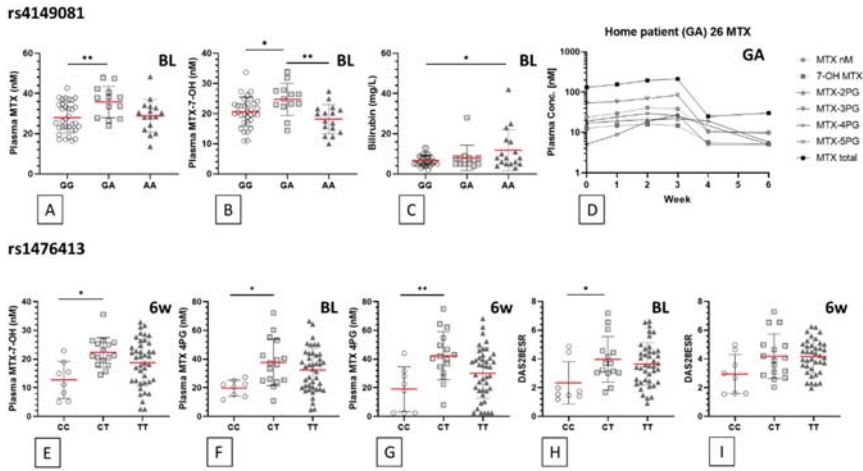 rs4149081
BL
**
Plasma MTX (nM)
60
40
20
0
GG GA AA
A
BL
*
**
Plasma MTX-7-OH (nM)
40
30
20
10
0
GG GA AA
B
BL
*
Bilirubin (mg/L)
60
40
20
0
GG GA AA
C
Home patient (GA) 26 MTX
GA
Plasma Conc. [nM]
1000
100
10
1
0 1 2 3 4 6
Week
D
MTX nM
7-OH MTX
MTX-2PG
MTX-3PG
MTX-4PG
MTX-5PG
MTX total
rs1476413
6w
*
Plasma MTX-7-OH (nM)
40
30
20
10
0
CC CT TT
E
BL
*
Plasma MTX 4PG (nM)
80
60
40
20
0
CC CT TT
F
6w
**
Plasma MTX 4PG (nM)
80
60
40
20
0
CC CT TT
G
BL
*
DAS28ESR
8
6
4
2
0
CC CT TT
H
6w
DAS28ESR
8
6
4
2
0
CC CT TT
I